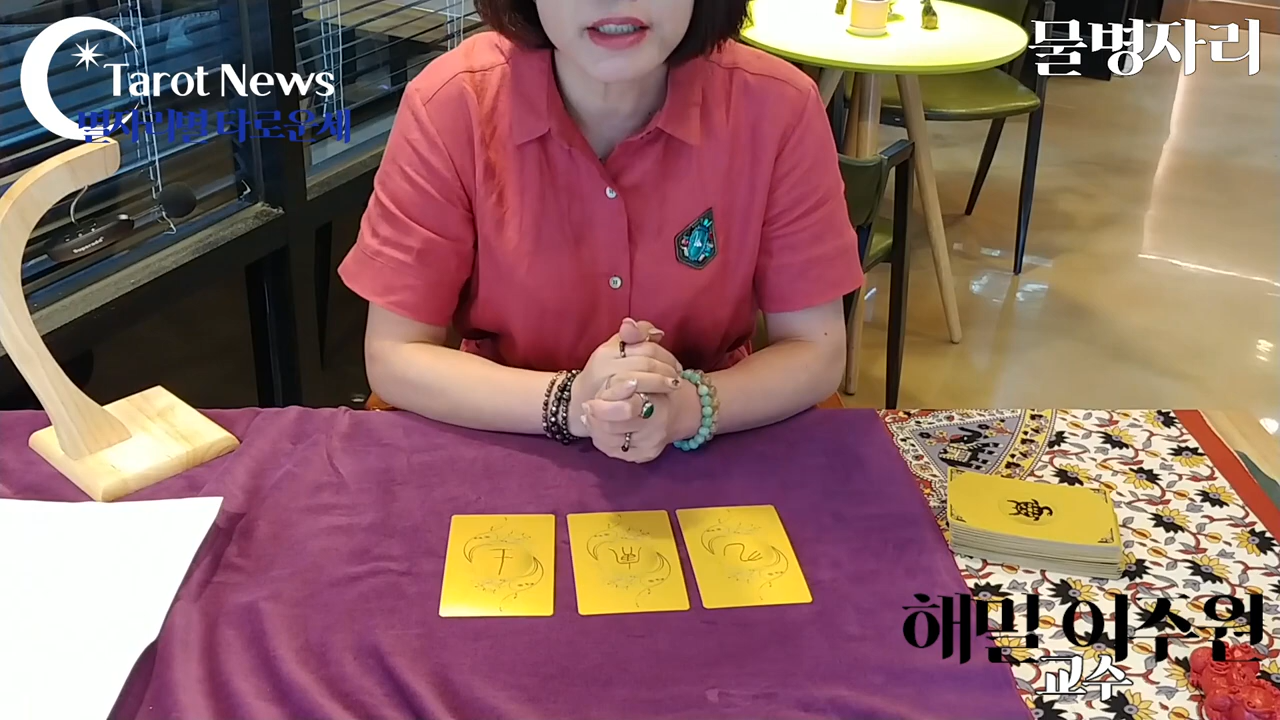 Tarot News
별자리별 타로운세
물병자리
해밀 이수원
교수